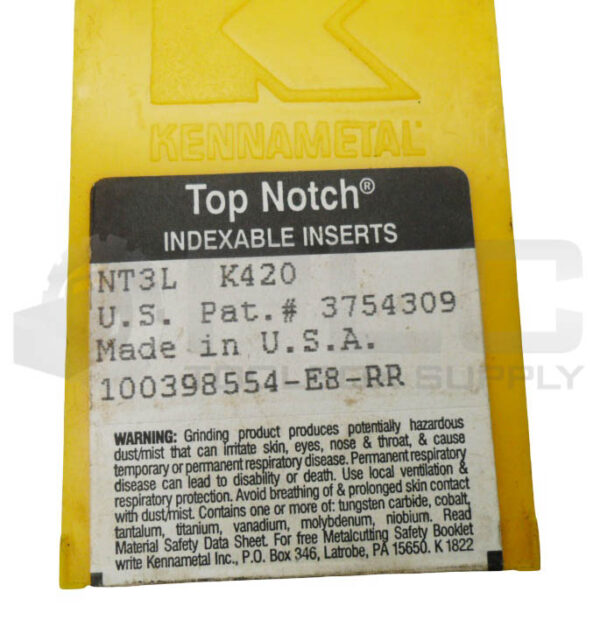 KENNAMETAL
Top Notch®
INDEXABLE INSERTS
NT3L K420
U.S. Pat.# 3754309
Made in U.S.A.
100398554-E8-RR
SUPPLY
WARNING: Grinding product produces potentially hazardous
dust/mist that can irritate skin, eyes, nose & throat, & cause
temporary or permanent respiratory disease. Permanent respiratory
disease can lead to disability or death. Use local ventilation &
respiratory protection. Avoid breathing of & prolonged skin contact
with dust/mist. Contains one or more of: tungsten carbide, cobalt,
tantalum, titanium, vanadium, molybdenum, niobium. Read
Material Safety Data Sheet. For free Metalcutting Safety Booklet
write Kennametal Inc., P.O. Box 346, Latrobe, PA 15650. K 1822